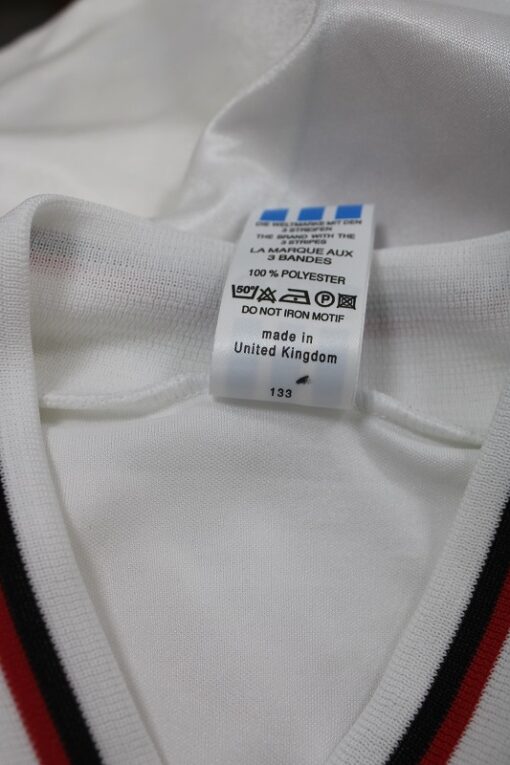 DIE WELTMARKE MIT DEN
3 STREIFEN
THE BRAND WITH THE
3 STRIPES
LA MARQUE AUX
3 BANDES
100 % POLYESTER
50° P
DO NOT IRON MOTIF
made in
United Kingdom
133